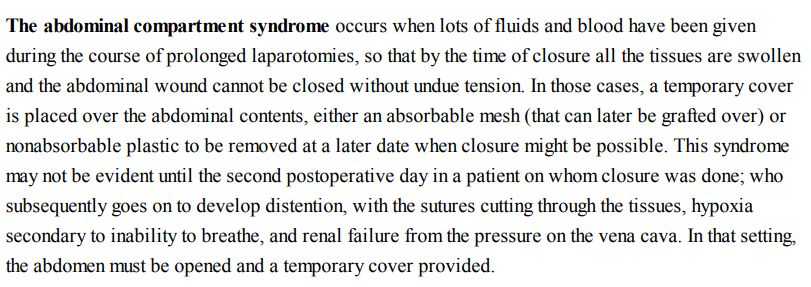 The abdominal compartment syndrome occurs when lots of fluids and blood have been given
during the course of prolonged laparotomies, so that by the time of closure all the tissues are swollen
and the abdominal wound cannot be closed without undue tension. In those cases, a temporary cover
is placed over the abdominal contents, either an absorbable mesh (that can later be grafted over) or
nonabsorbable plastic to be removed at a later date when closure might be possible. This syndrome
may not be evident until the second postoperative day in a patient on whom closure was done; who
subsequently goes on to develop distention, with the sutures cutting through the tissues, hypoxia
secondary to inability to breathe, and renal failure from the pressure on the vena cava. In that setting,
the abdomen must be opened and a temporary cover provided.